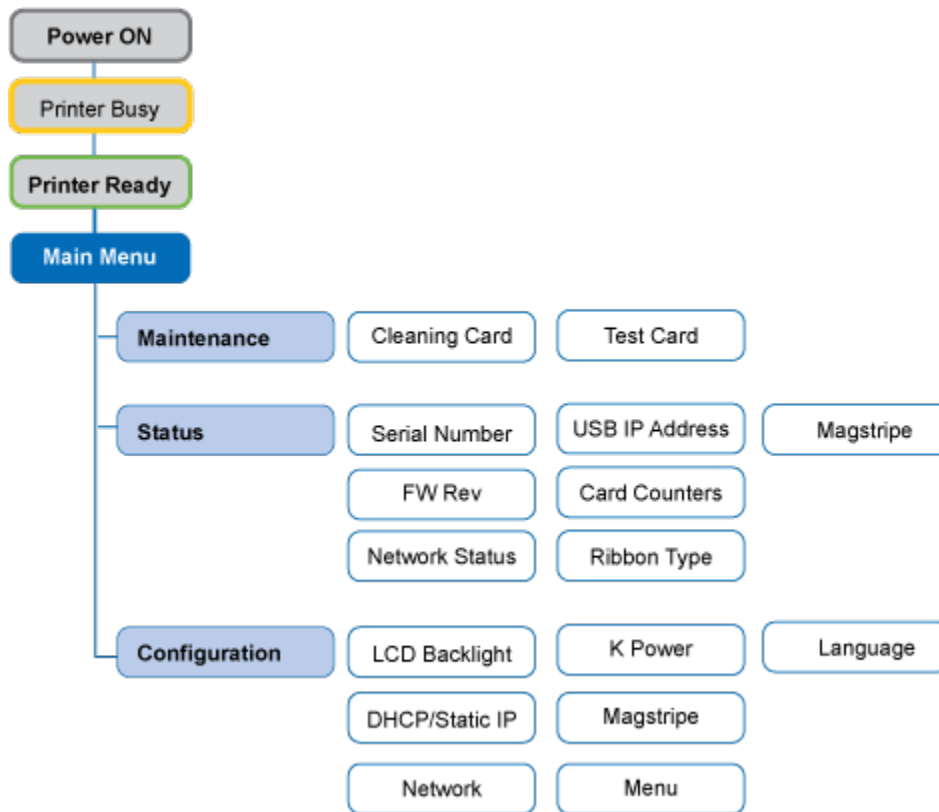 Power ON
Printer Busy
Printer Ready
Main Menu
Maintenance
Cleaning Card
Test Card
Status
Serial Number
USB IP Address
Magstripe
FW Rev
Card Counters
Network Status
Ribbon Type
Configuration
LCD Backlight
K Power
Language
DHCP/Static IP
Magstripe
Network
Menu